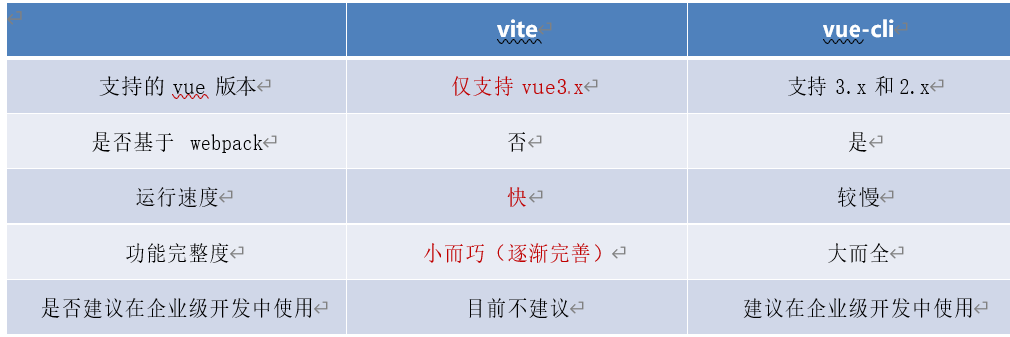 vite vue-cli
支持的 vue 版本 仅支持 vue3.x 支持 3.x 和 2.x
是否基于 webpack 否 是
运行速度 快 较慢
功能完整度 小而巧（逐渐完善） 大而全
是否建议在企业级开发中使用 目前不建议 建议在企业级开发中使用